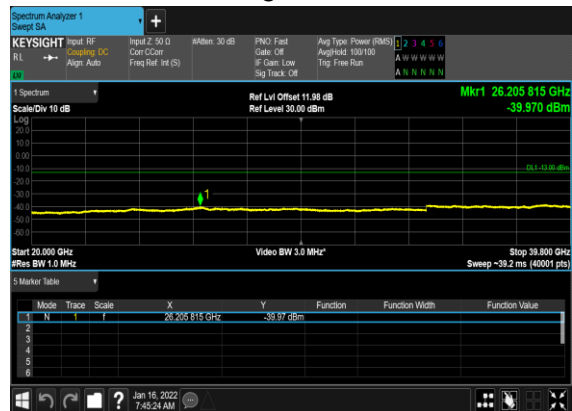 Spectrum Analyzer 1
Swept SA
+
KEYSIGHT Input: RF Input Z: 50 Ω #Atten: 30 dB PNO: Fast Avg Type: Power (RMS) 1 2 3 4 5 6
RL Coupling: DC Corr CCorr Gate: Off Avg|Hold: 100/100 A W W W W W
Align: Auto Freq Ref: Int (S) IF Gain: Low Trig: Free Run
LXI Sig Track: Off A N N N N N
1 Spectrum Ref Lvl Offset 11.98 dB Mkr1 26.205 815 GHz
Scale/Div 10 dB Ref Level 30.00 dBm -39.970 dBm
Log
20.0
10.0
0.00
-10.0 DL1 -13.00 dBm
-20.0
-30.0 1
-40.0
-50.0
-60.0
Start 20.000 GHz Video BW 3.0 MHz* Stop 39.800 GHz
#Res BW 1.0 MHz Sweep ~39.2 ms (40001 pts)
5 Marker Table
Mode Trace Scale X Y Function Function Width Function Value
1 N 1 f 26.205 815 GHz -39.97 dBm
2
3
4
5
6
? Jan 16, 2022
7:45:24 AM